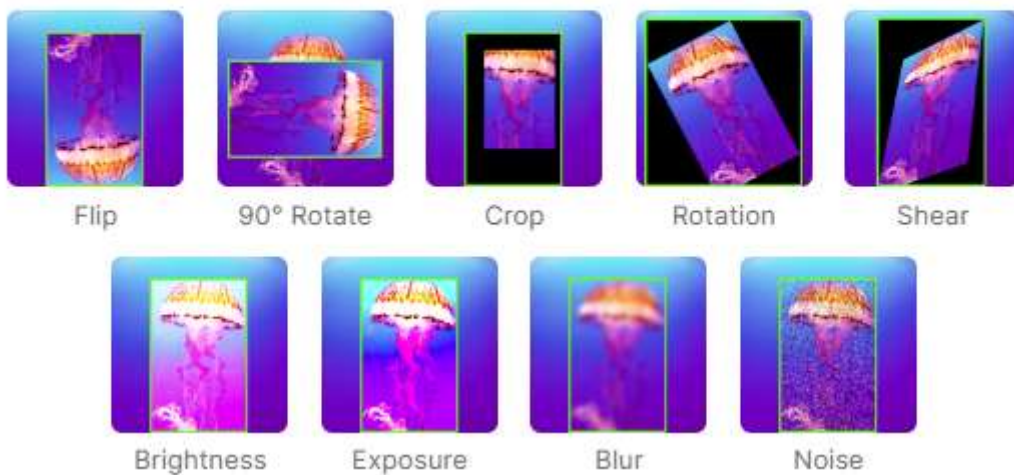 Flip
90° Rotate
Crop
Rotation
Shear
Brightness
Exposure
Blur
Noise